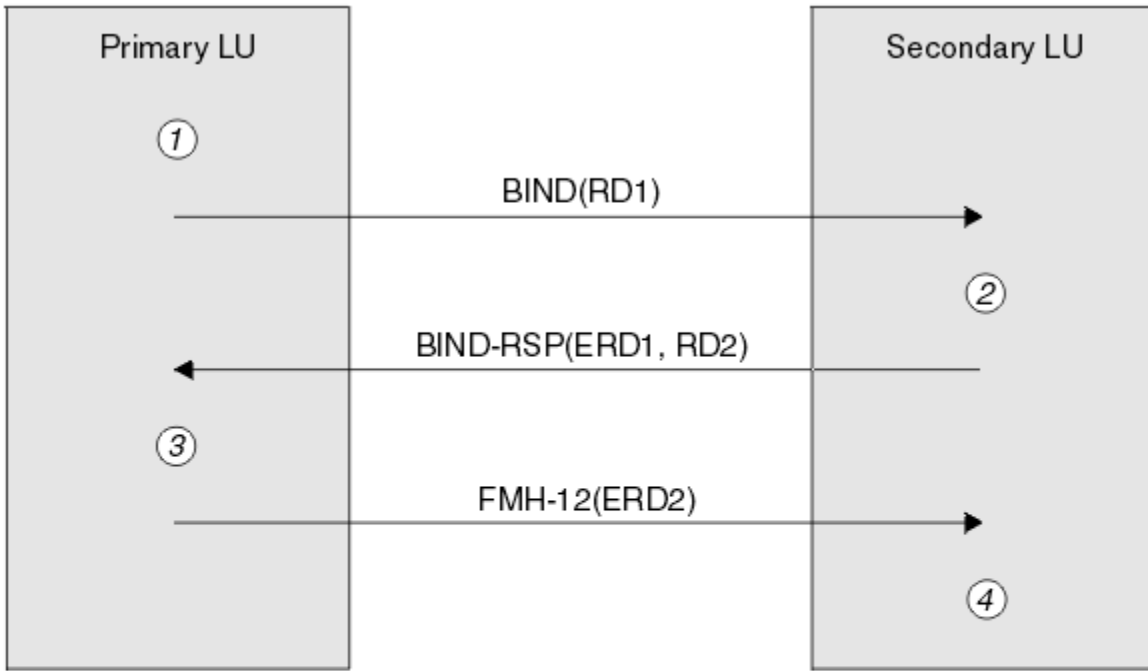 Primary LU
Secondary LU
1
BIND(RD1)
2
BIND-RSP(ERD1, RD2)
3
FMH-12(ERD2)
4